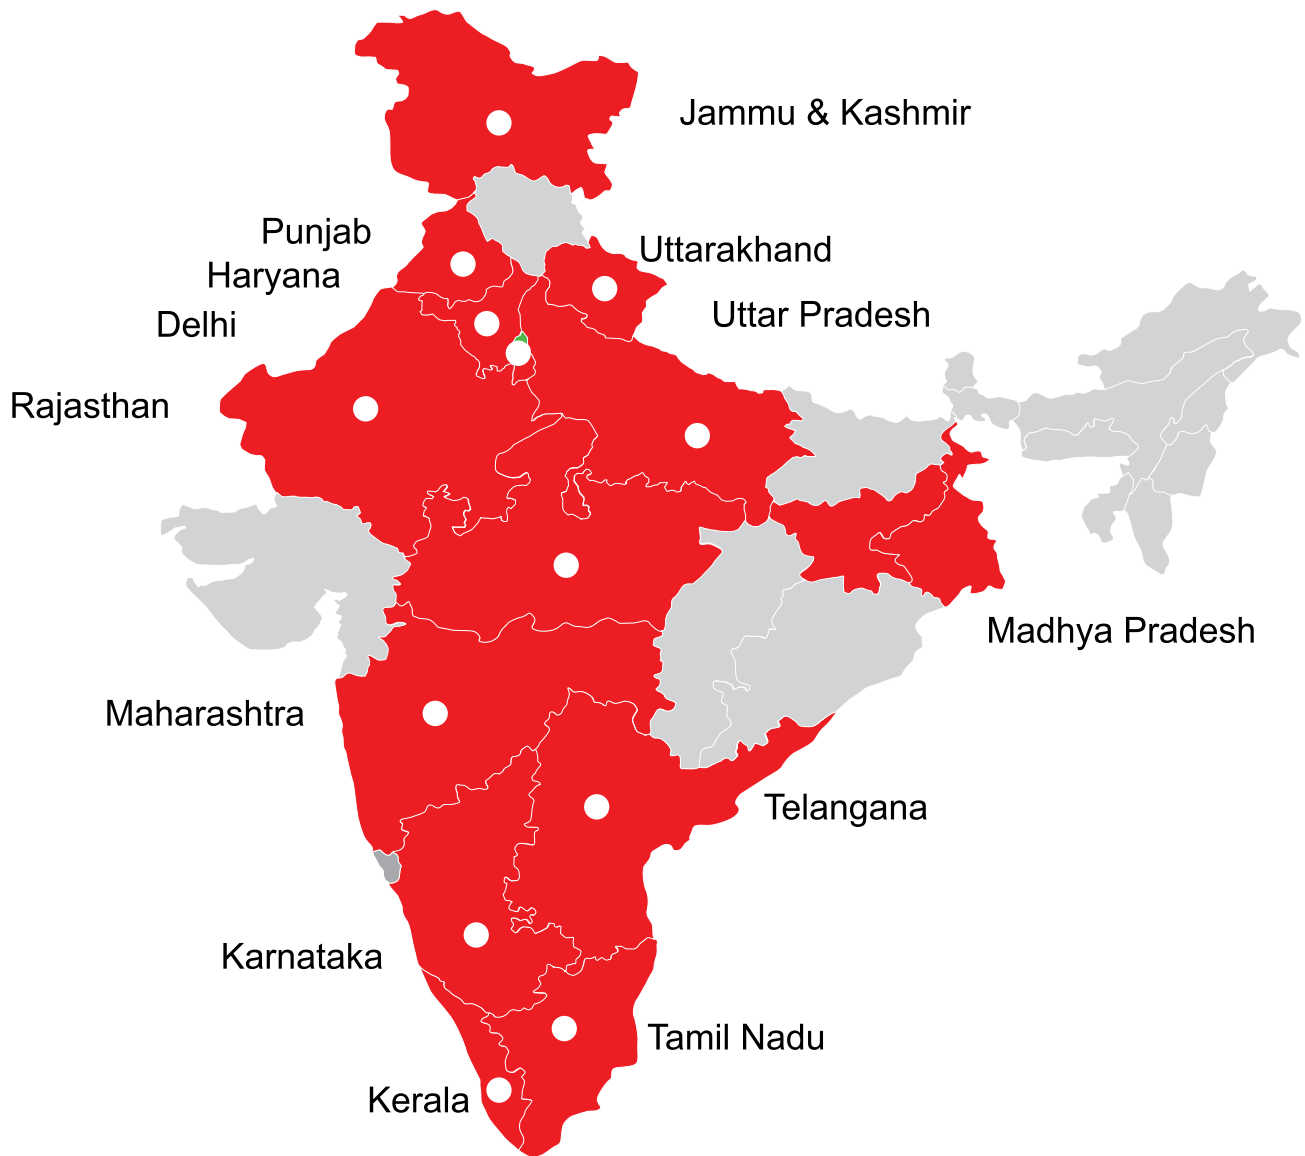 Jammu & Kashmir
Punjab
Uttarakhand
Haryana
Uttar Pradesh
Delhi
Rajasthan
Madhya Pradesh
Maharashtra
Telangana
Karnataka
Tamil Nadu
Kerala